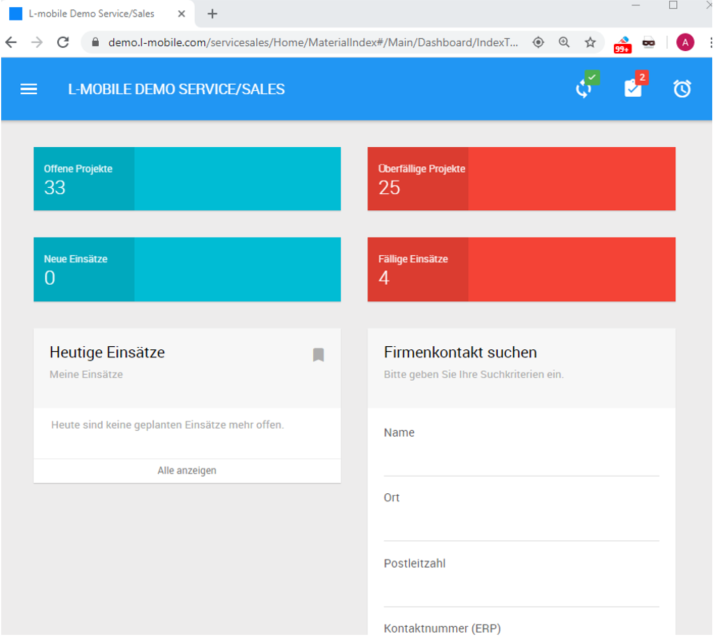 L-mobile Demo Service/Sales
demo.l-mobile.com/servicesales/Home/MaterialIndex#/Main/Dashboard/IndexT...
99+
A
L-MOBILE DEMO SERVICE/SALES
2
Offene Projekte
33
Überfällige Projekte
25
Neue Einsätze
0
Fällige Einsätze
4
Heutige Einsätze
Meine Einsätze
Heute sind keine geplanten Einsätze mehr offen.
Alle anzeigen
Firmenkontakt suchen
Bitte geben Sie Ihre Suchkriterien ein.
Name
Ort
Postleitzahl
Kontaktnummer (ERP)